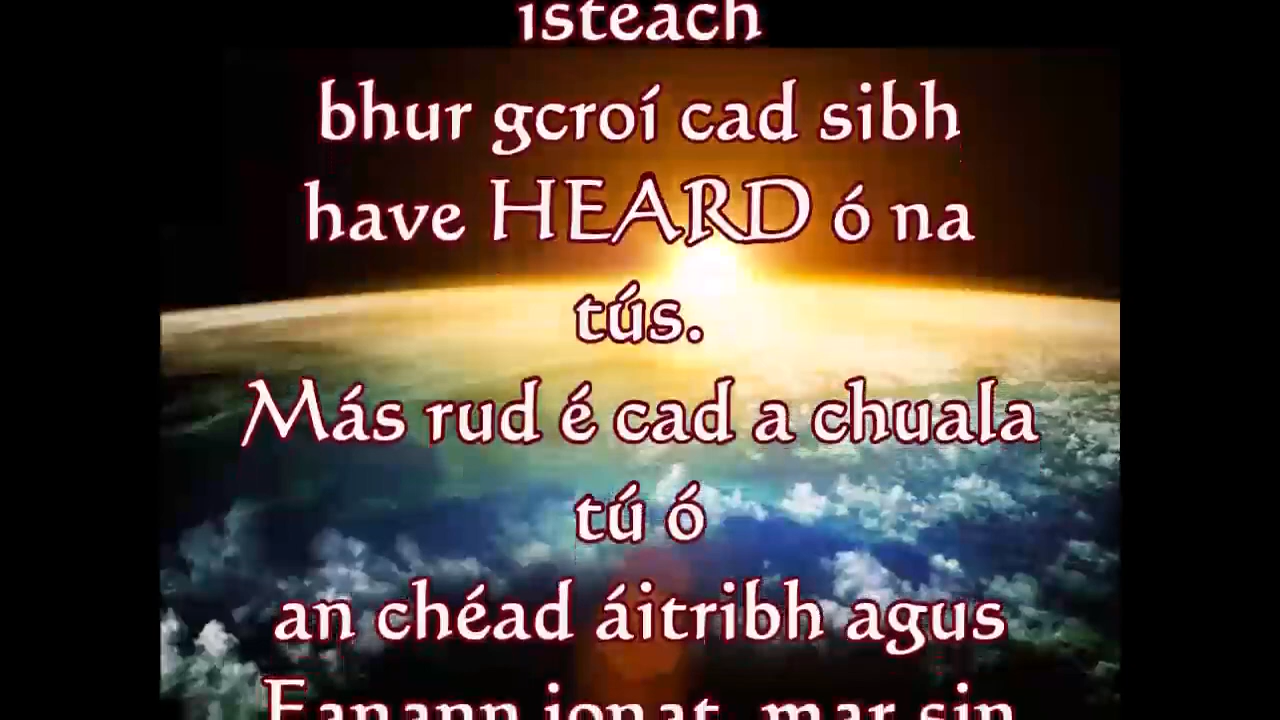 isteach
bhur gcroí cad sibh
have HEARD ó na
tús.
Más rud é cad a chuala
tú ó
an chéad áitribh agus
Fanann ionat, mar sin